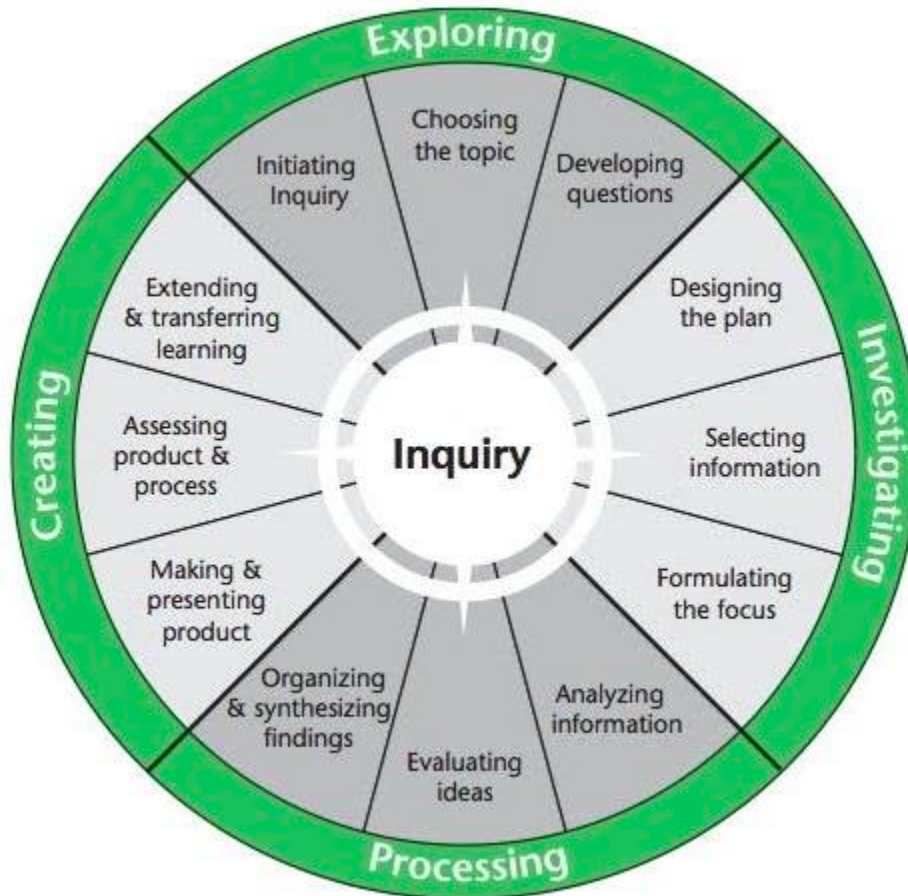 Exploring
Initiating
Inquiry
Choosing
the topic
Developing
questions
Investigating
Designing
the plan
Selecting
information
Formulating
the focus
Processing
Analyzing
information
Evaluating
ideas
Organizing
& synthesizing
findings
Creating
Making &
presenting
product
Assessing
product &
process
Extending
& transferring
learning
Inquiry